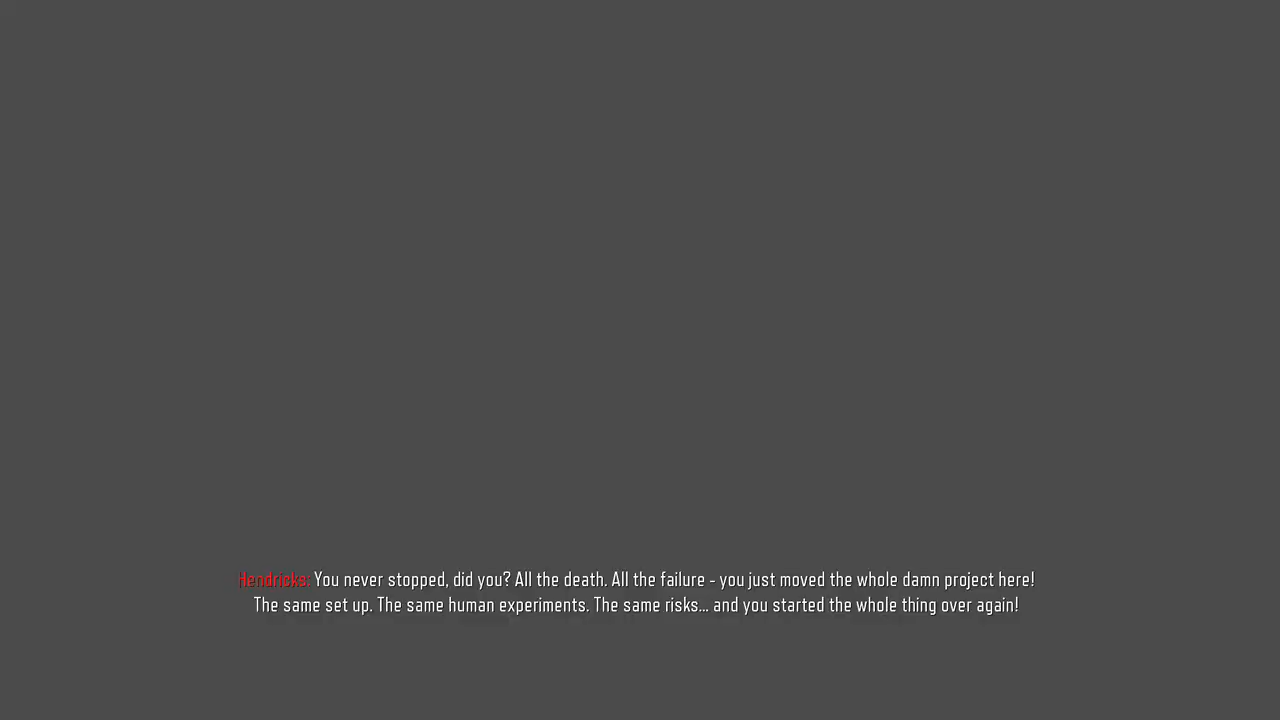 Hendricks: You never stopped, did you? All the death. All the failure - you just moved the whole damn project here!
The same set up. The same human experiments. The same risks... and you started the whole thing over again!